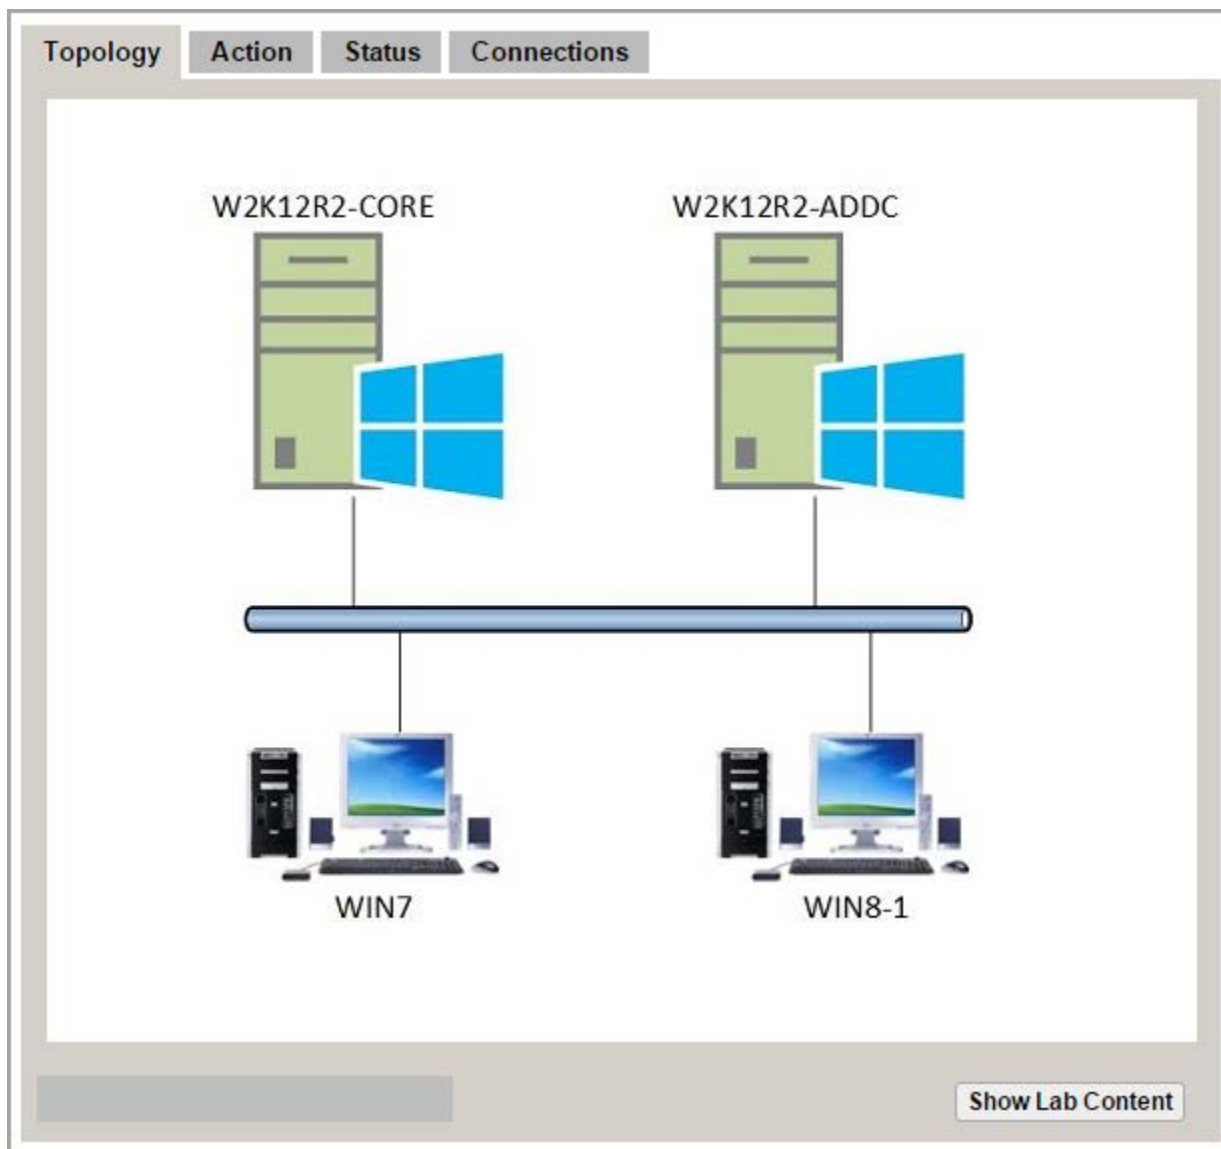 Topology Action Status Connections
W2K12R2-CORE W2K12R2-ADDC
WIN7 WIN8-1
Show Lab Content